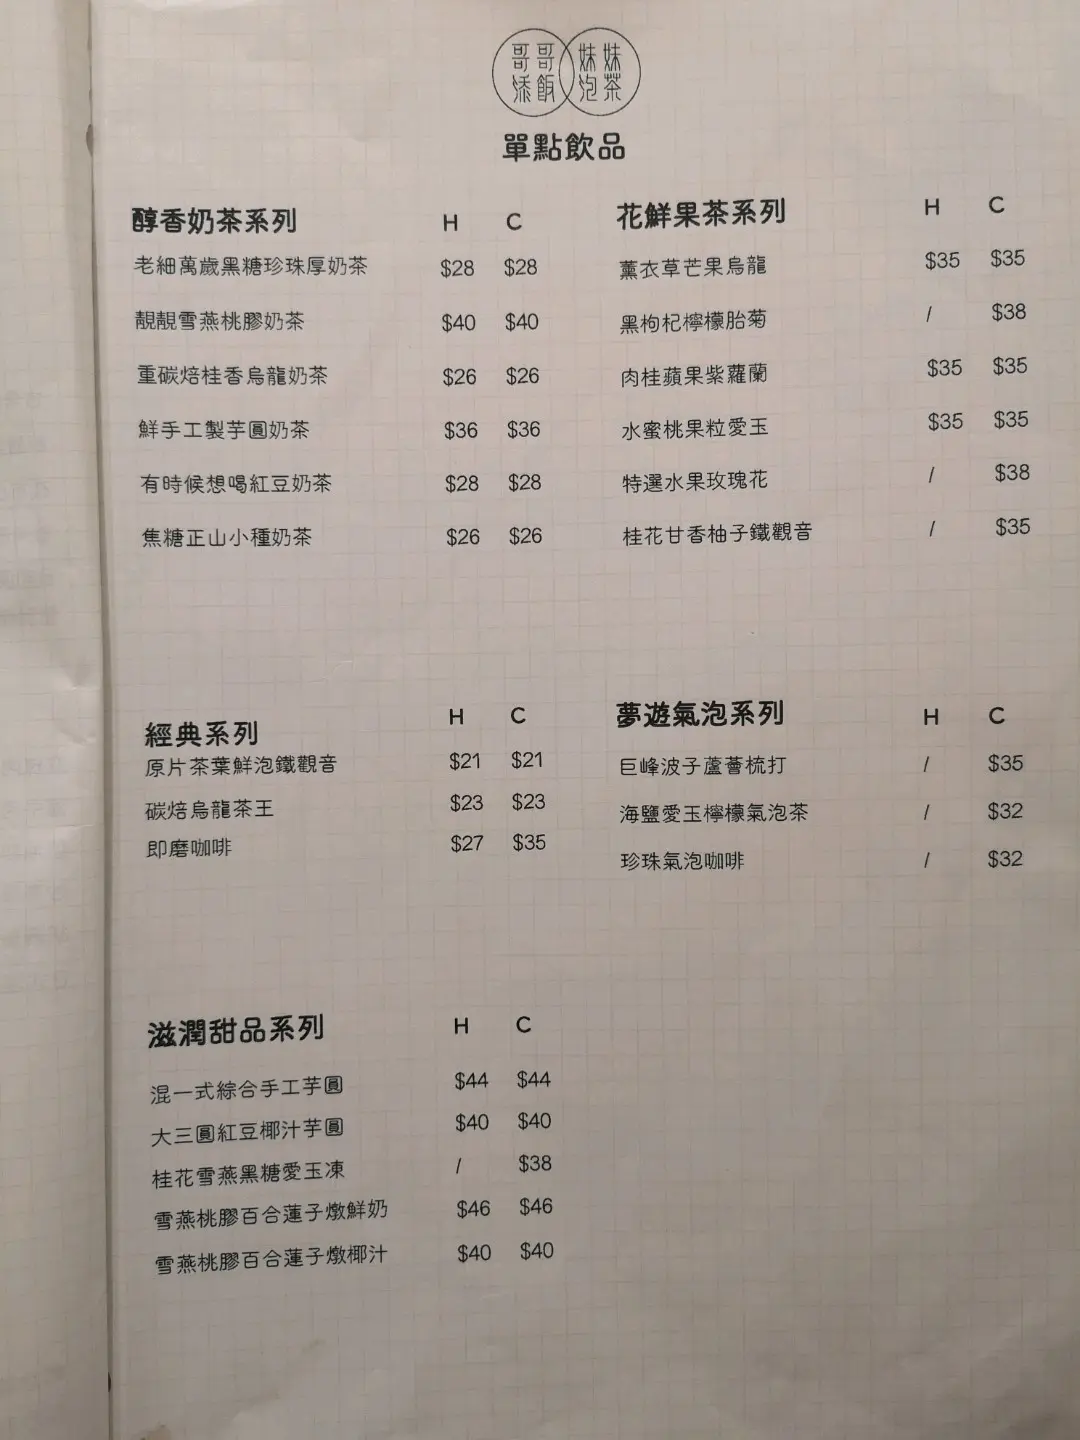 哥哥 妹妹
添飯 泡茶
單點飲品
醇香奶茶系列 H C
老細萬歲黑糖珍珠厚奶茶 $28 $28
靚靚雪燕桃膠奶茶 $40 $40
重碳焙桂香烏龍奶茶 $26 $26
鮮手工製芋圓奶茶 $36 $36
有時候想喝紅豆奶茶 $28 $28
焦糖正山小種奶茶 $26 $26
花鮮果茶系列 H C
薰衣草芒果烏龍 $35 $35
黑枸杞檸檬胎菊 / $38
肉桂蘋果紫蘿蘭 $35 $35
水蜜桃果粒愛玉 $35 $35
特選水果玫瑰花 / $38
桂花甘香柚子鐵觀音 / $35
經典系列 H C
原片茶葉鮮泡鐵觀音 $21 $21
碳焙烏龍茶王 $23 $23
即磨咖啡 $27 $35
夢遊氣泡系列 H C
巨峰波子蘆薈梳打 / $35
海鹽愛玉檸檬氣泡茶 / $32
珍珠氣泡咖啡 / $32
滋潤甜品系列 H C
混一式綜合手工芋圓 $44 $44
大三圓紅豆椰汁芋圓 $40 $40
桂花雪燕黑糖愛玉凍 / $38
雪燕桃膠百合蓮子燉鮮奶 $46 $46
雪燕桃膠百合蓮子燉椰汁 $40 $40